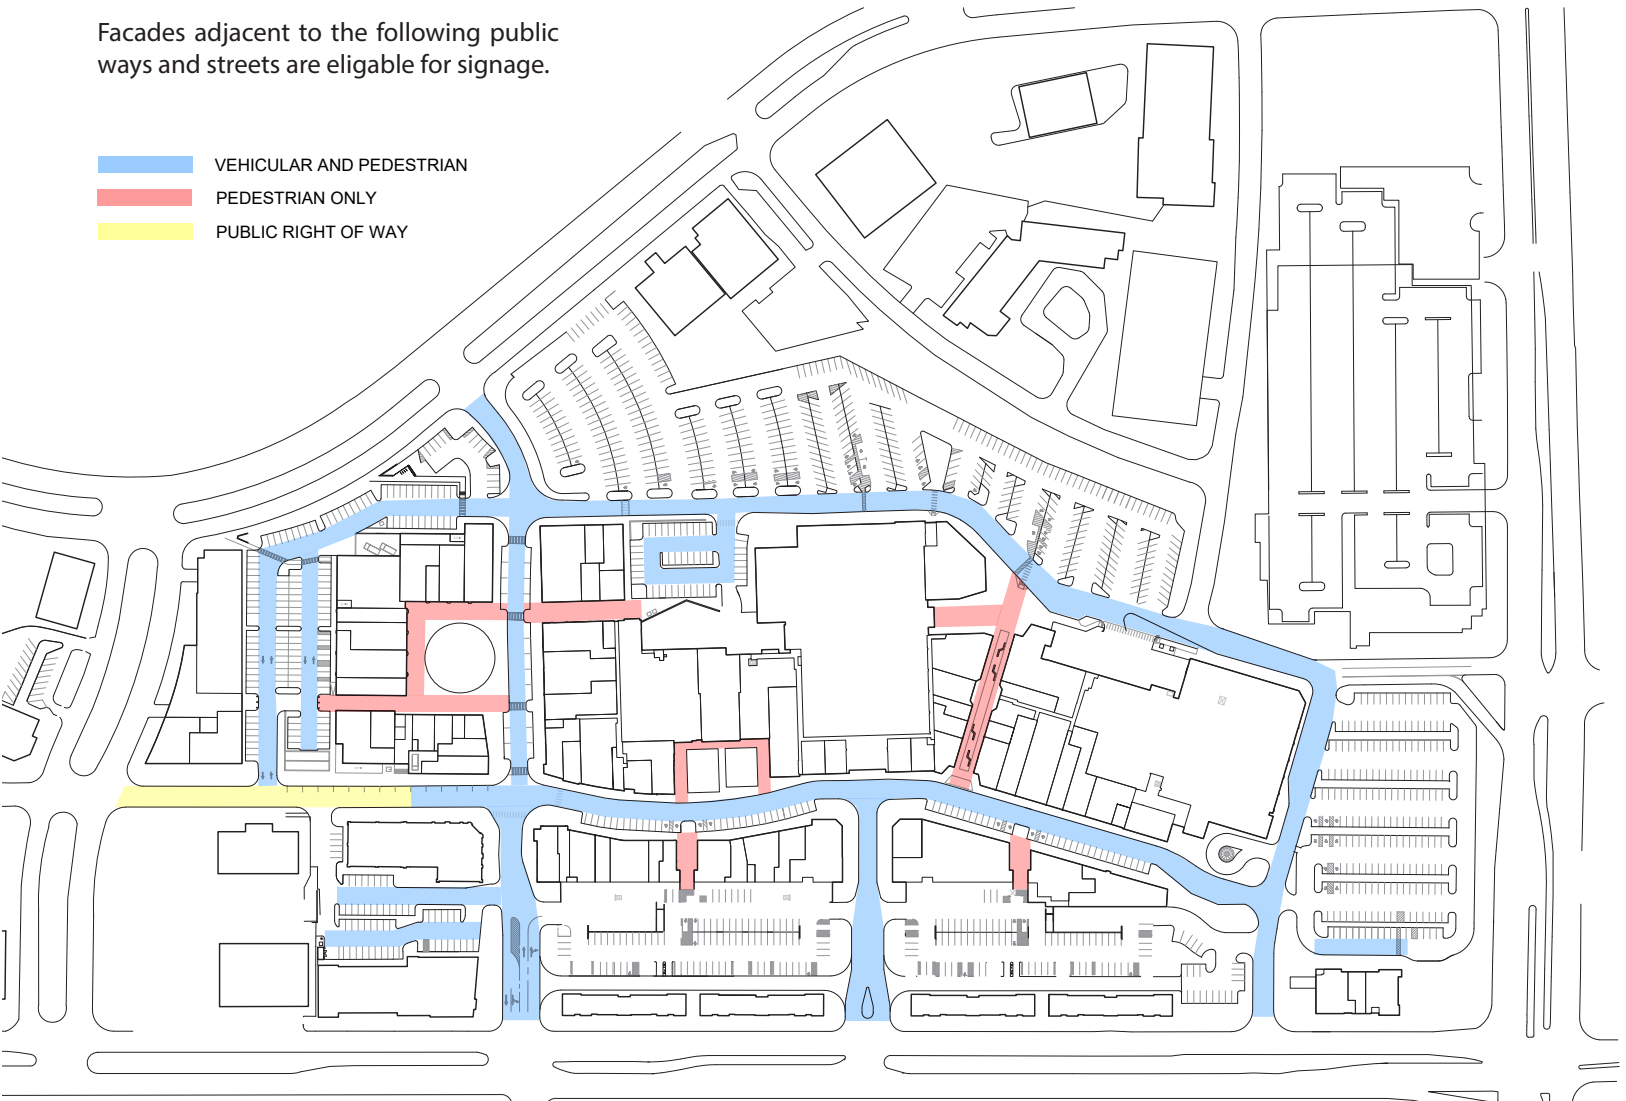 Facades adjacent to the following public
ways and streets are eligable for signage.
VEHICULAR AND PEDESTRIAN
PEDESTRIAN ONLY
PUBLIC RIGHT OF WAY